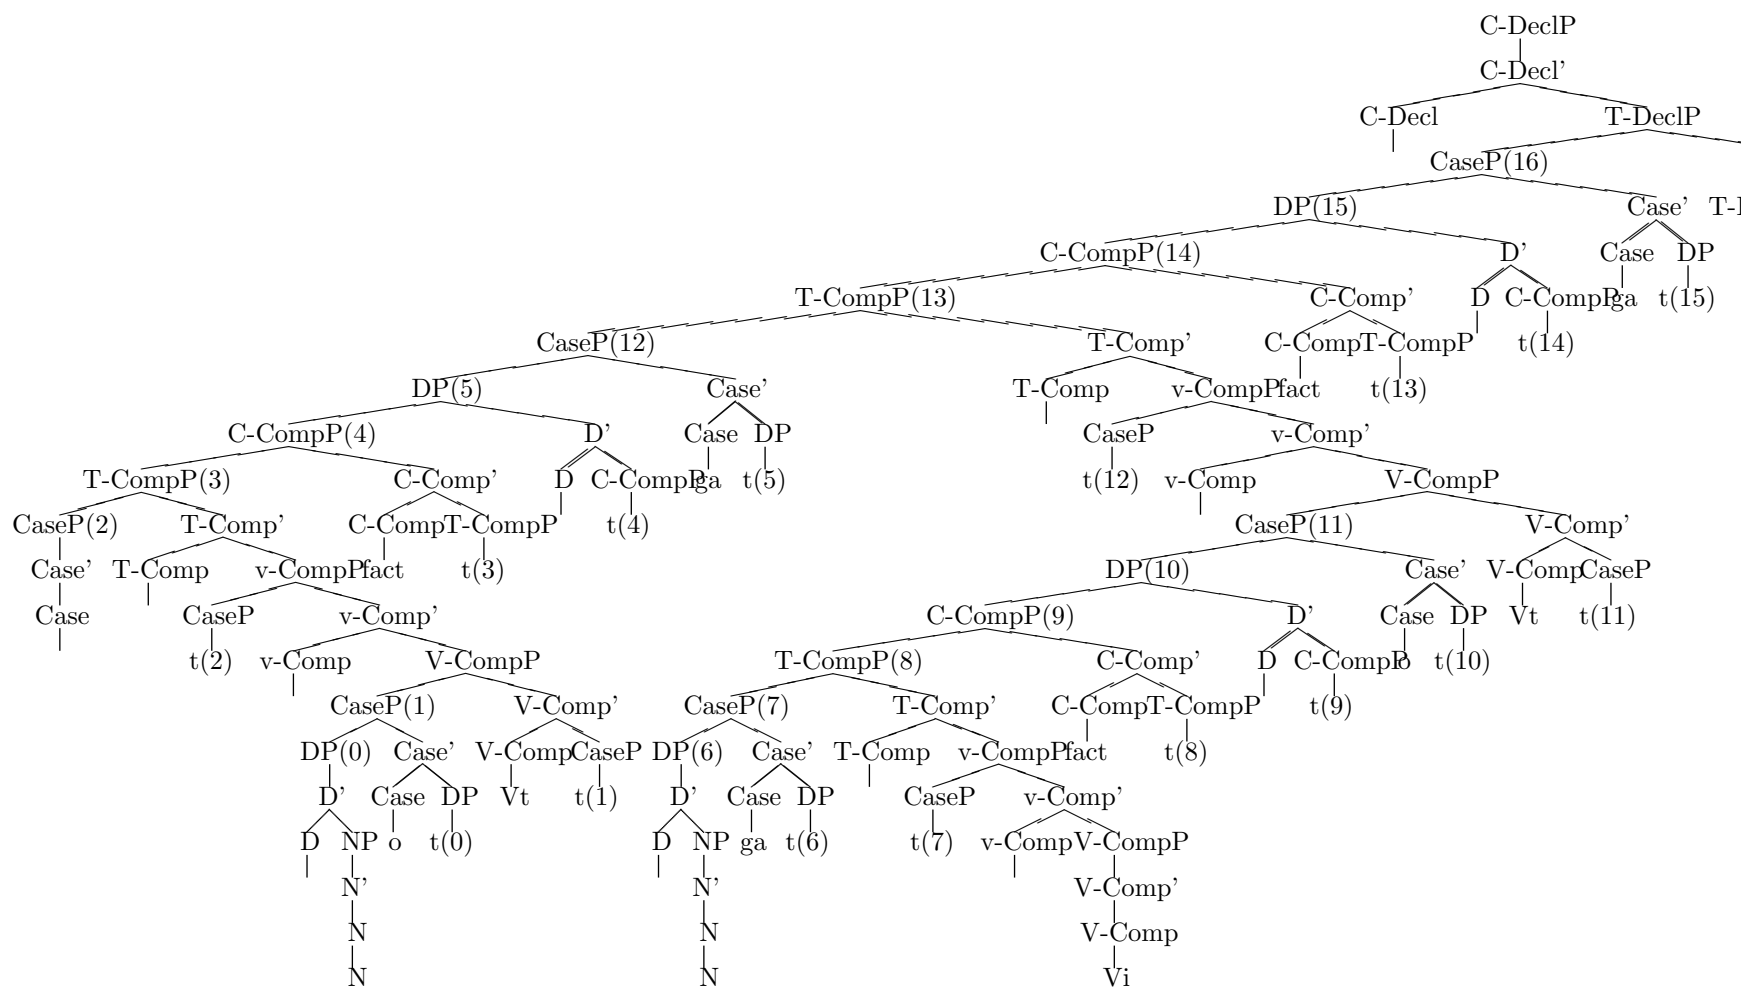 C-DeclP
C-Decl'
C-Decl T-DeclP
CaseP(16)
DP(15) Case'
C-CompP(14) D' Case DP
T-CompP(13) C-Comp' D C-CompP ga t(15)
CaseP(12) T-Comp' C-Comp T-CompP t(14)
DP(5) Case' T-Comp v-CompP fact t(13)
C-CompP(4) D' Case DP CaseP v-Comp'
T-CompP(3) C-Comp' D C-CompP ga t(5) t(12) v-Comp V-CompP
CaseP(2) T-Comp' C-Comp T-CompP t(4) CaseP(11) V-Comp'
Case' T-Comp v-CompP fact t(3) DP(10) Case' V-Comp CaseP
Case CaseP v-Comp' C-CompP(9) D' Case DP Vt t(11)
t(2) v-Comp V-CompP T-CompP(8) C-Comp' D C-CompP o t(10)
CaseP(1) V-Comp' CaseP(7) T-Comp' C-Comp T-CompP t(9)
DP(0) Case' V-Comp CaseP DP(6) Case' T-Comp v-CompP fact t(8)
D' Case DP Vt t(1) D' Case DP CaseP v-Comp'
D NP o t(0) D NP ga t(6) t(7) v-Comp V-CompP
N' N' V-Comp'
N N V-Comp
N N Vi